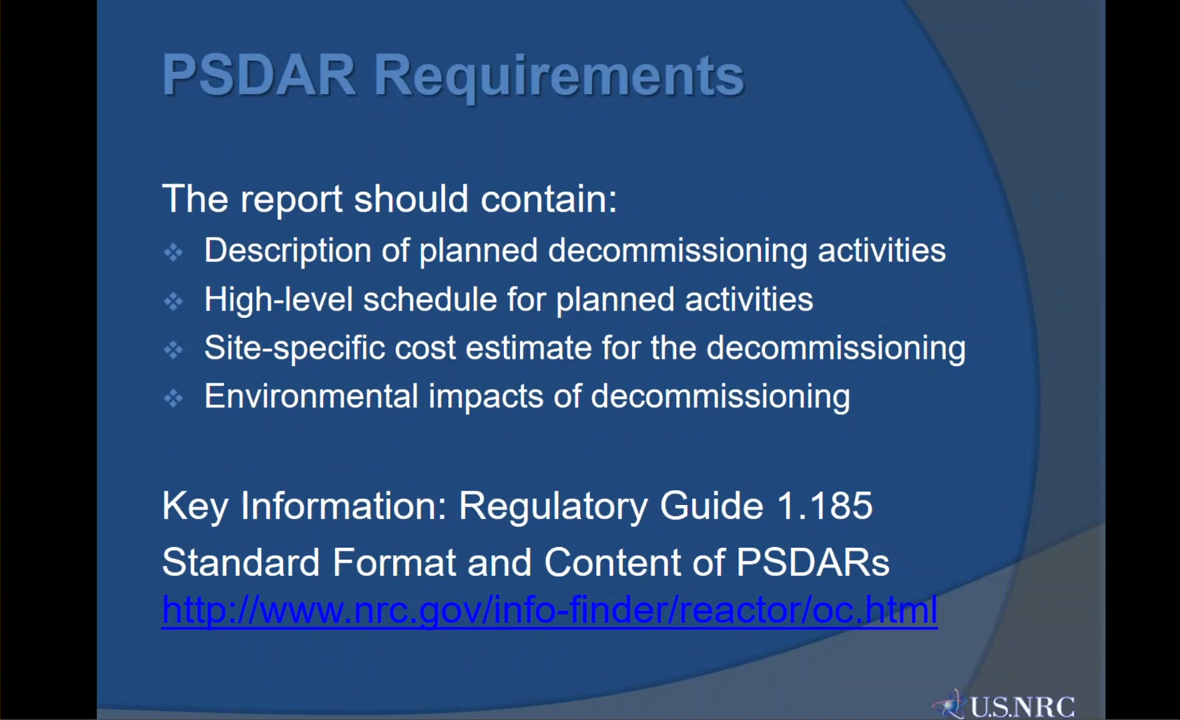 PSDAR Requirements
The report should contain:
Description of planned decommissioning activities
High-level schedule for planned activities
Site-specific cost estimate for the decommissioning
Environmental impacts of decommissioning
Key Information: Regulatory Guide 1.185
Standard Format and Content of PSDARs
http://www.nrc.gov/info-finder/reactor/oc.html
U.S.NRC